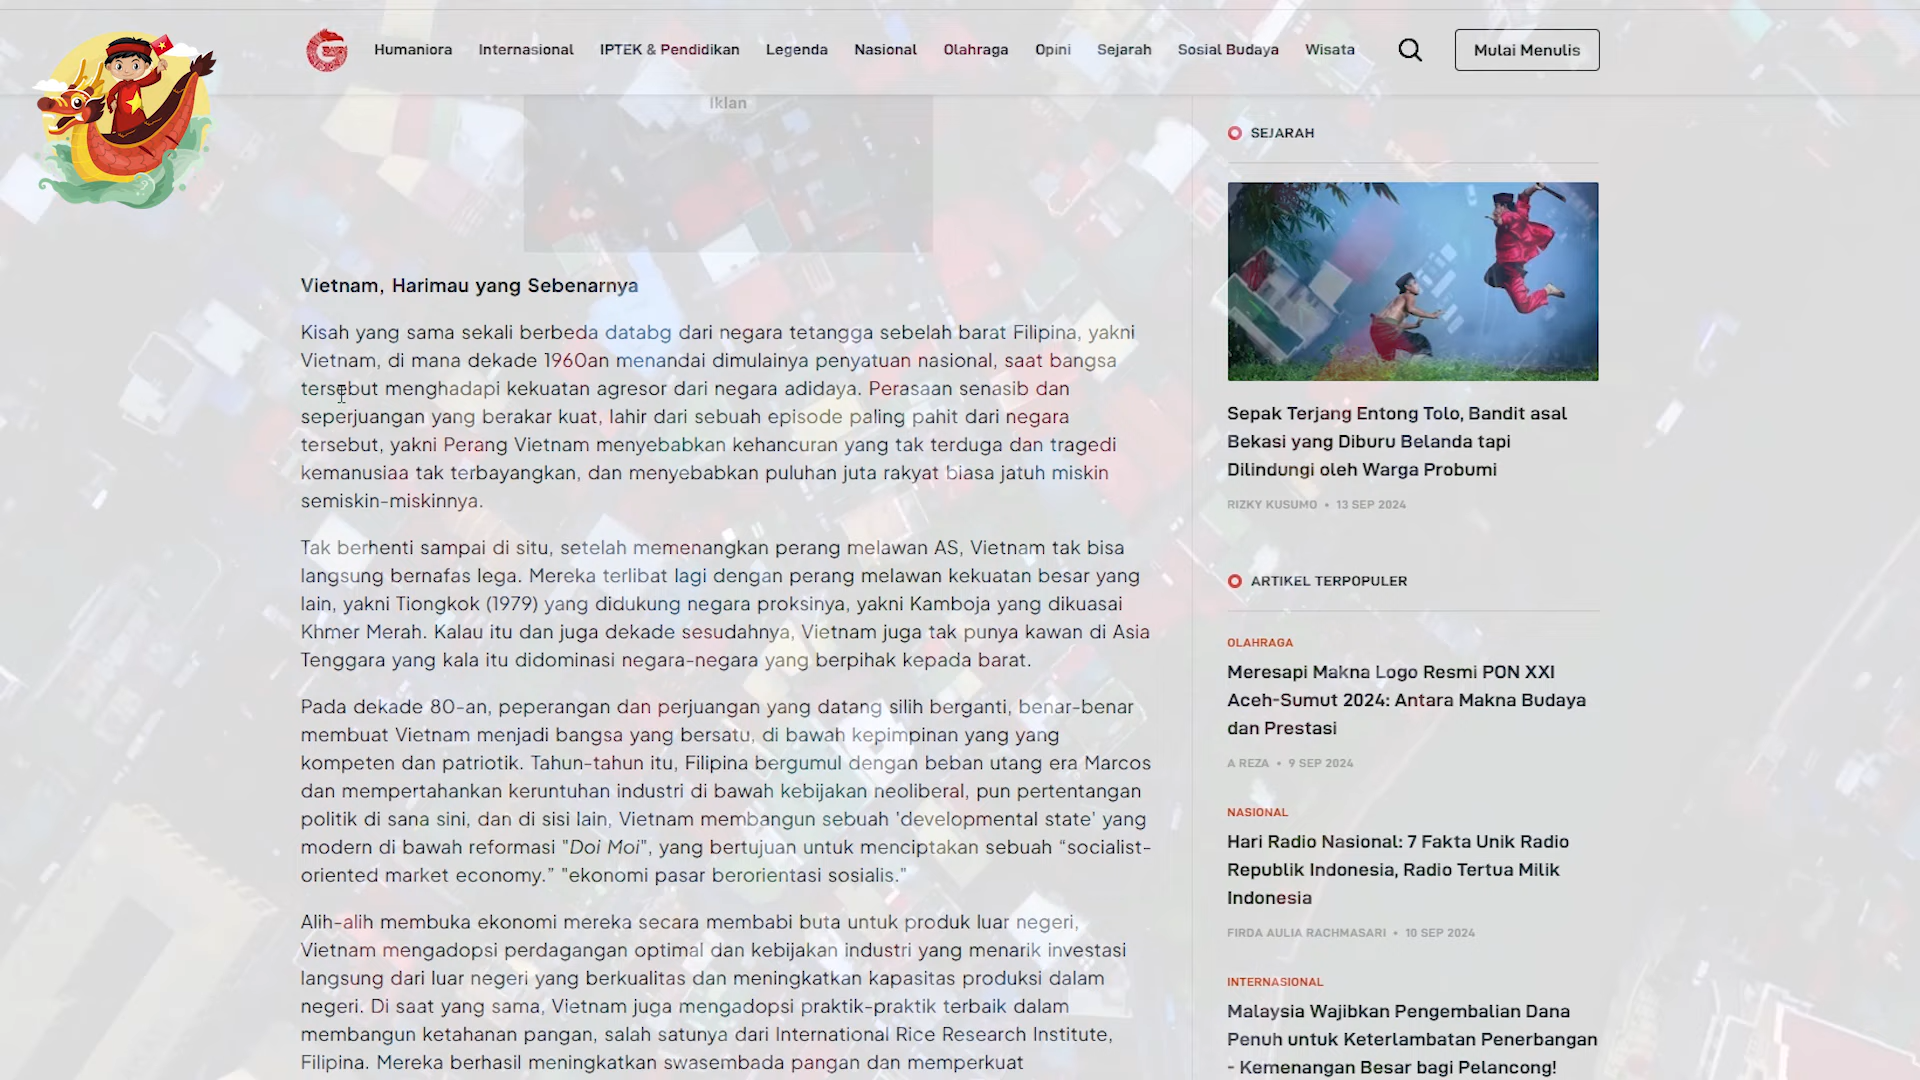 Humaniora Internasional IPTEK & Pendidikan Legenda Nasional Olahraga Opini Sejarah Sosial Budaya Wisata Mulai Menulis
Iklan
Vietnam, Harimau yang Sebenarnya
Kisah yang sama sekali berbeda databg dari negara tetangga sebelah barat Filipina, yakni
Vietnam, di mana dekade 1960an menandai dimulainya penyatuan nasional, saat bangsa
tersebut menghadapi kekuatan agresor dari negara adidaya. Perasaan senasib dan
seperjuangan yang berakar kuat, lahir dari sebuah episode paling pahit dari negara
tersebut, yakni Perang Vietnam menyebabkan kehancuran yang tak terduga dan tragedi
kemanusiaa tak terbayangkan, dan menyebabkan puluhan juta rakyat biasa jatuh miskin
semiskin-miskinnya.
Tak berhenti sampai di situ, setelah memenangkan perang melawan AS, Vietnam tak bisa
langsung bernafas lega. Mereka terlibat lagi dengan perang melawan kekuatan besar yang
lain, yakni Tiongkok (1979) yang didukung negara proksinya, yakni Kamboja yang dikuasai
Khmer Merah. Kalau itu dan juga dekade sesudahnya, Vietnam juga tak punya kawan di Asia
Tenggara yang kala itu didominasi negara-negara yang berpihak kepada barat.
Pada dekade 80-an, peperangan dan perjuangan yang datang silih berganti, benar-benar
membuat Vietnam menjadi bangsa yang bersatu, di bawah kepimpinan yang yang
kompeten dan patriotik. Tahun-tahun itu, Filipina bergumul dengan beban utang era Marcos
dan mempertahankan keruntuhan industri di bawah kebijakan neoliberal, pun pertentangan
politik di sana sini, dan di sisi lain, Vietnam membangun sebuah 'developmental state' yang
modern di bawah reformasi "Doi Moi", yang bertujuan untuk menciptakan sebuah “socialist-
oriented market economy.” "ekonomi pasar berorientasi sosialis."
Alih-alih membuka ekonomi mereka secara membabi buta untuk produk luar negeri,
Vietnam mengadopsi perdagangan optimal dan kebijakan industri yang menarik investasi
langsung dari luar negeri yang berkualitas dan meningkatkan kapasitas produksi dalam
negeri. Di saat yang sama, Vietnam juga mengadopsi praktik-praktik terbaik dalam
membangun ketahanan pangan, salah satunya dari International Rice Research Institute,
Filipina. Mereka berhasil meningkatkan swasembada pangan dan memperkuat
SEJARAH
Sepak Terjang Entong Tolo, Bandit asal
Bekasi yang Diburu Belanda tapi
Dilindungi oleh Warga Probumi
RIZKY KUSUMO • 13 SEP 2024
ARTIKEL TERPOPULER
OLAHRAGA
Meresapi Makna Logo Resmi PON XXI
Aceh-Sumut 2024: Antara Makna Budaya
dan Prestasi
A REZA • 9 SEP 2024
NASIONAL
Hari Radio Nasional: 7 Fakta Unik Radio
Republik Indonesia, Radio Tertua Milik
Indonesia
FIRDA AULIA RACHMASARI • 10 SEP 2024
INTERNASIONAL
Malaysia Wajibkan Pengembalian Dana
Penuh untuk Keterlambatan Penerbangan
- Kemenangan Besar bagi Pelancong!